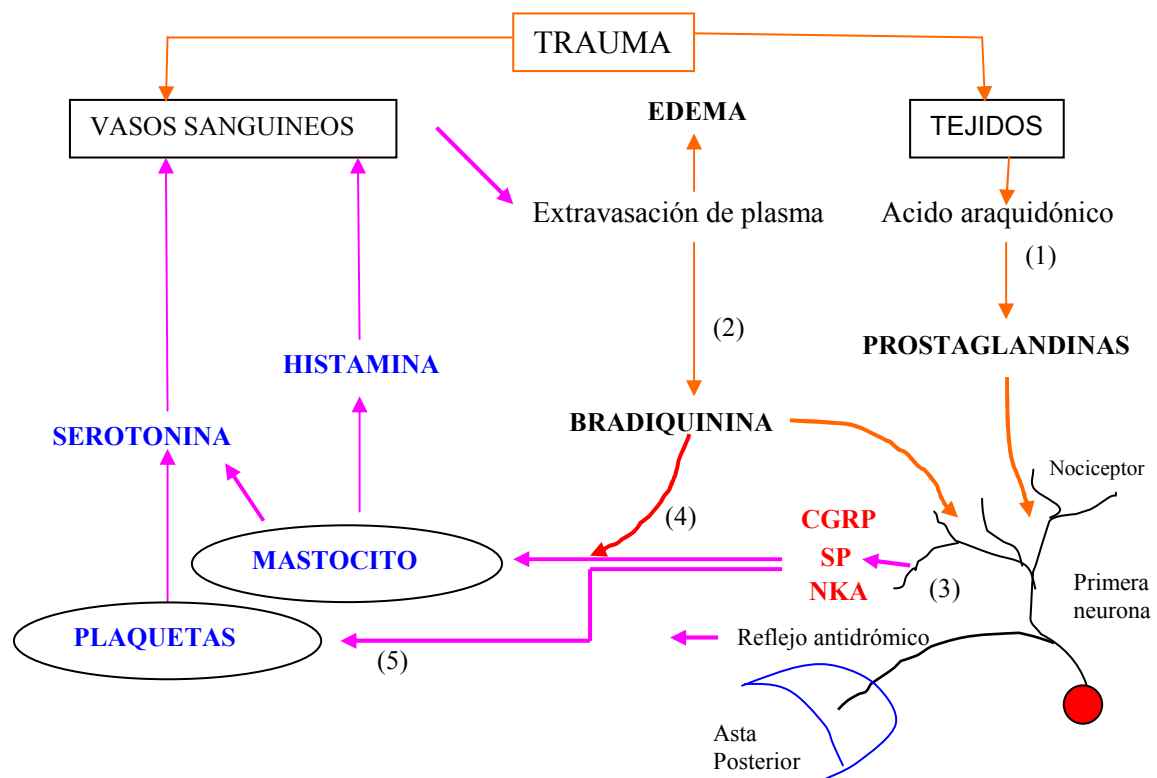 TRAUMA
VASOS SANGUINEOS
EDEMA
TEJIDOS
Extravasación de plasma
Acido araquidónico
(1)
(2)
PROSTAGLANDINAS
HISTAMINA
BRADIQUININA
SEROTONINA
Nociceptor
(4)
CGRP
MASTOCITO
SP
(3)
NKA
Primera
neurona
PLAQUETAS
(5)
Reflejo antidrómico
Asta
Posterior